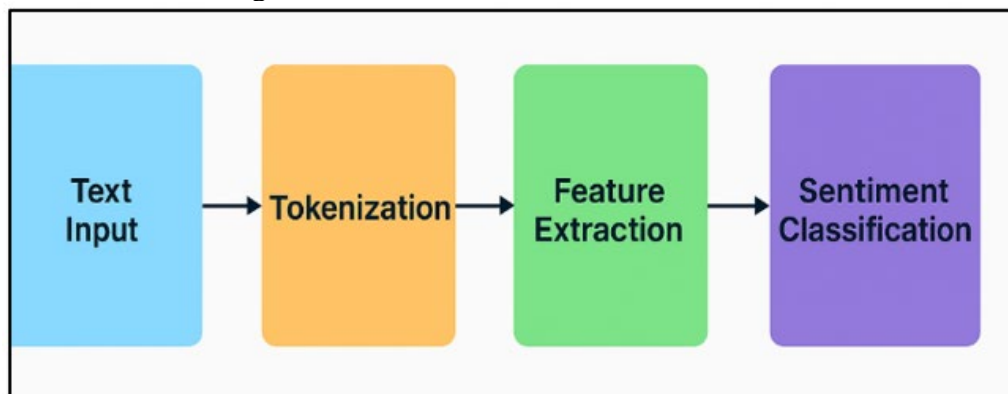 Text
Input
Tokenization
Feature
Extraction
Sentiment
Classification